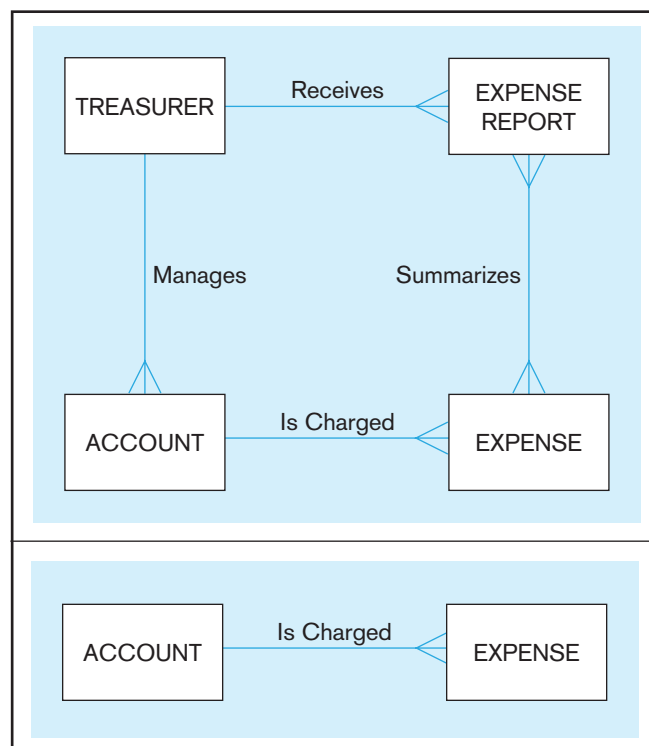 TREASURER
Receives
EXPENSE
REPORT
Manages
Summarizes
ACCOUNT
Is Charged
EXPENSE
ACCOUNT
Is Charged
EXPENSE